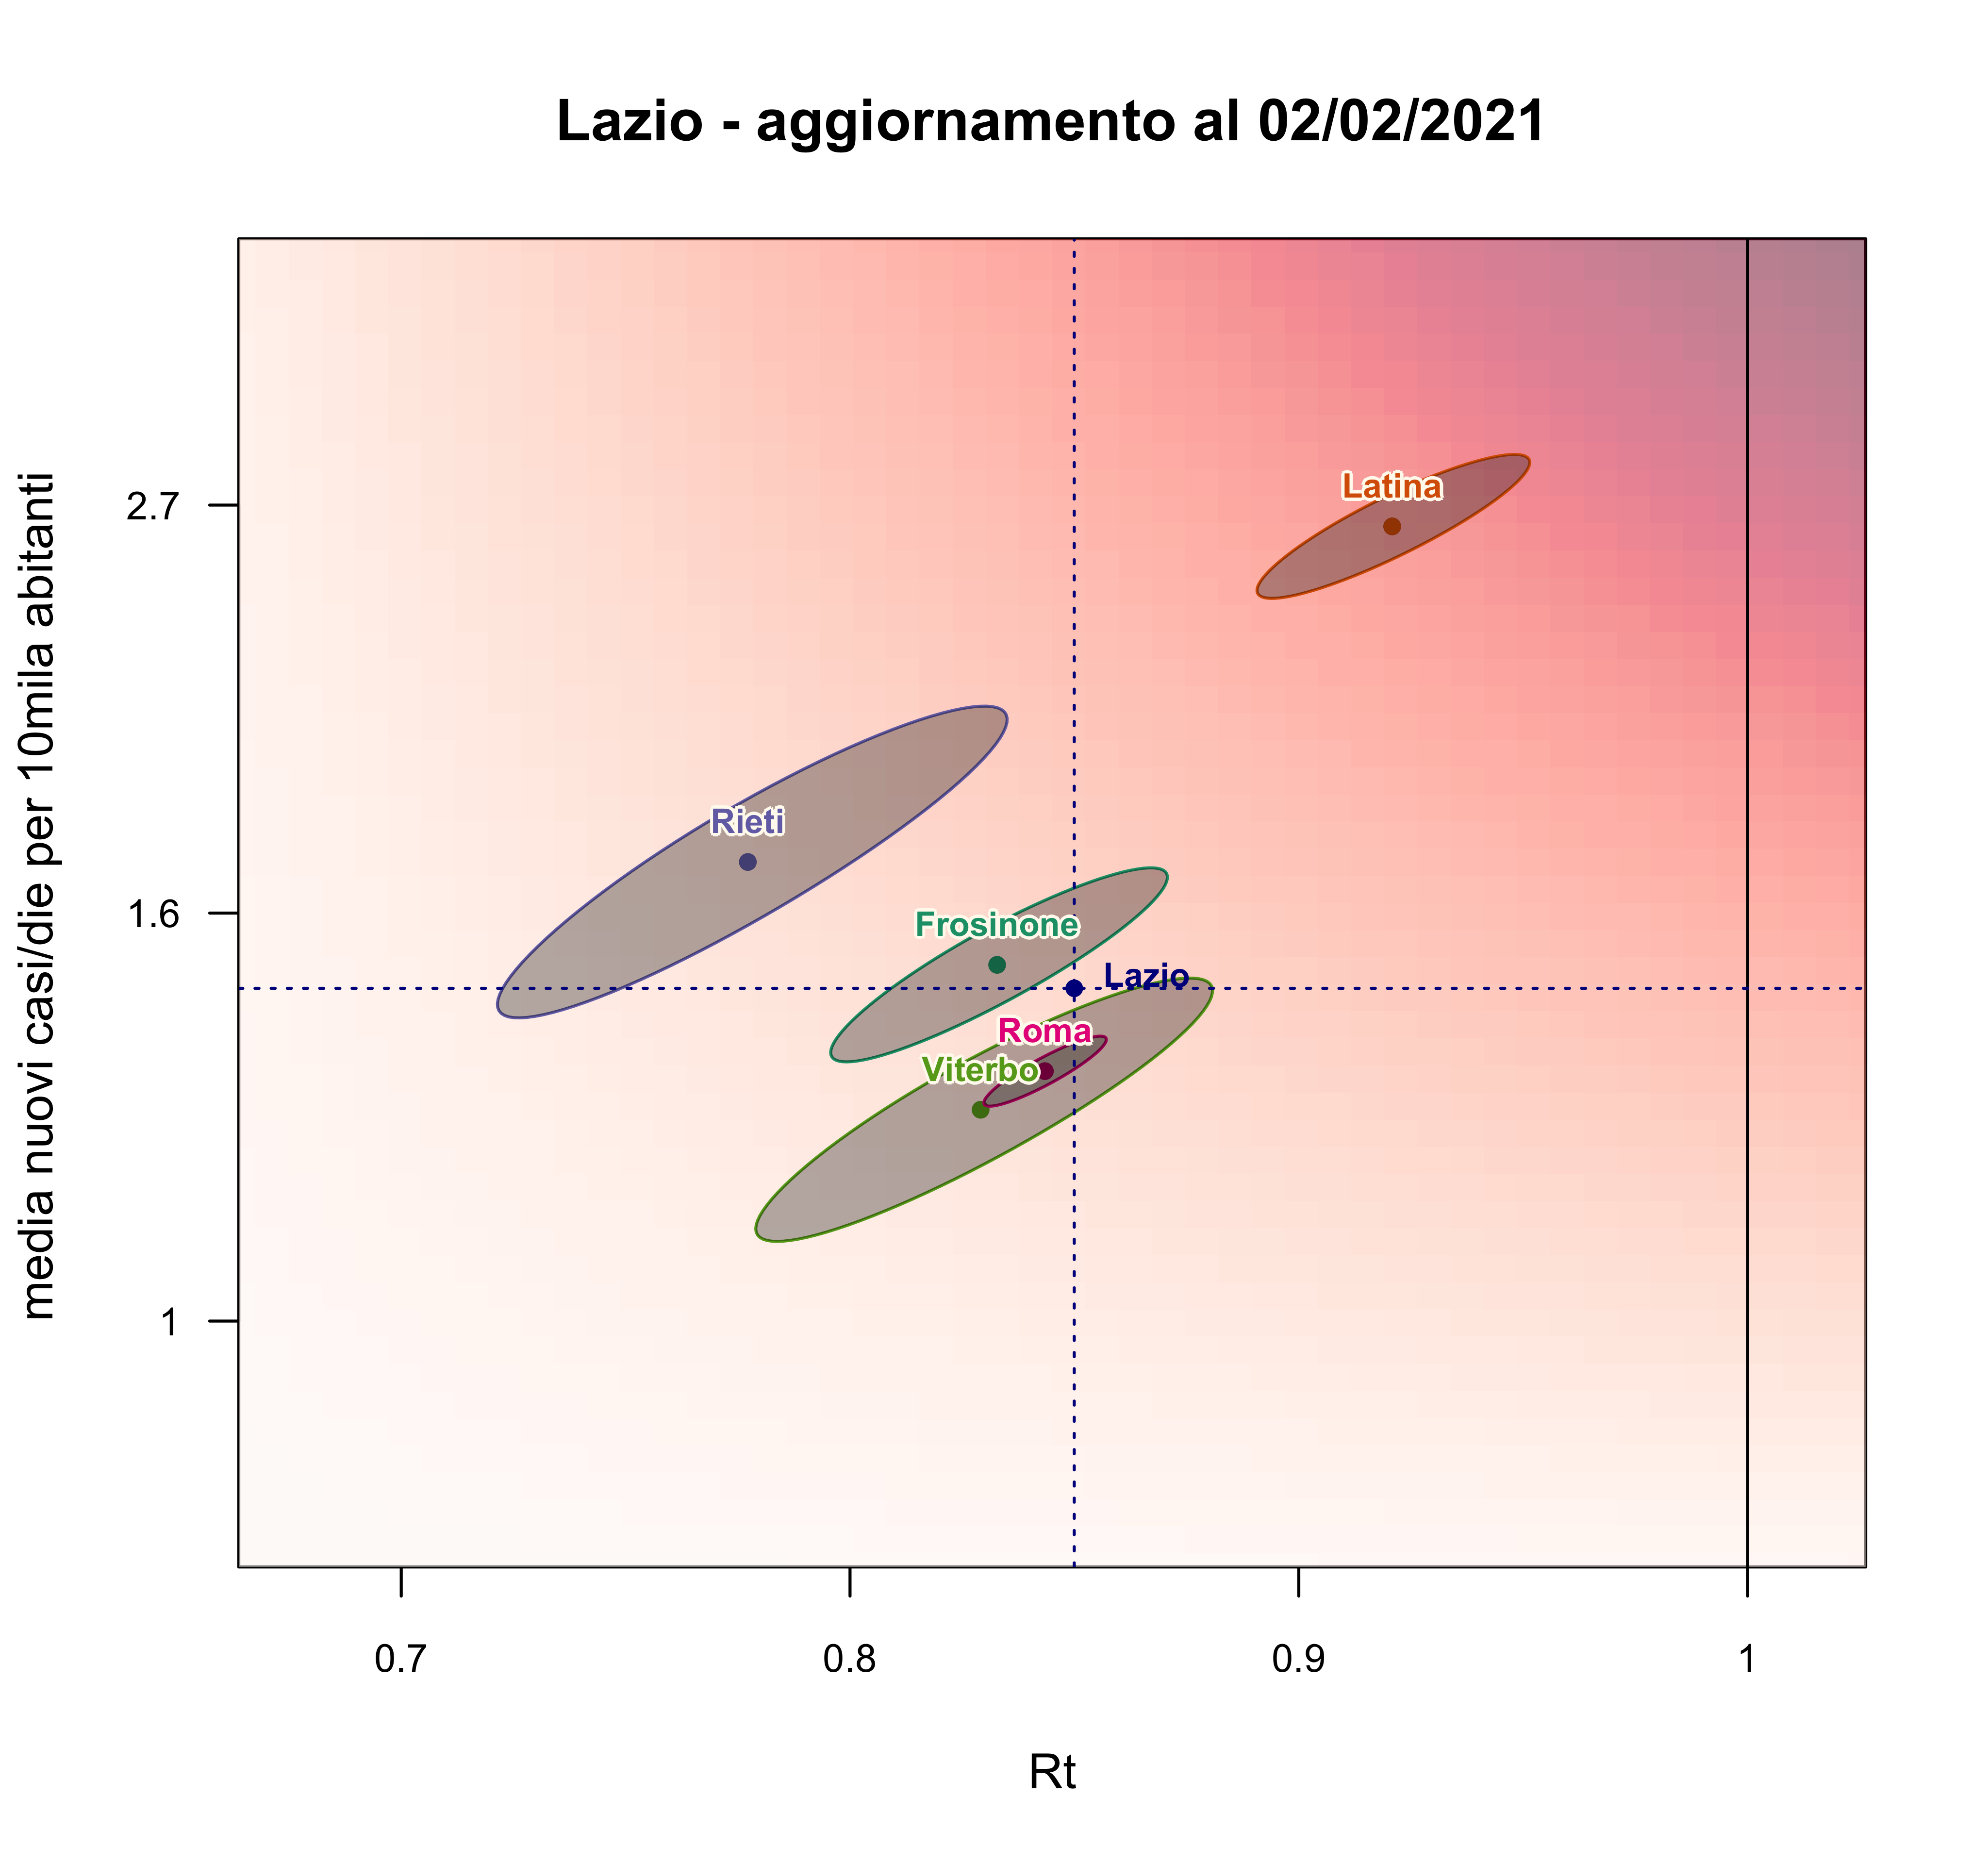 Lazio - aggiornamento al 02/02/2021
media nuovi casi/die per 10mila abitanti
2.7
1.6
1
Latina
Rieti
Frosinone
Lazio
Roma
Viterbo
0.7
0.8
0.9
1
Rt